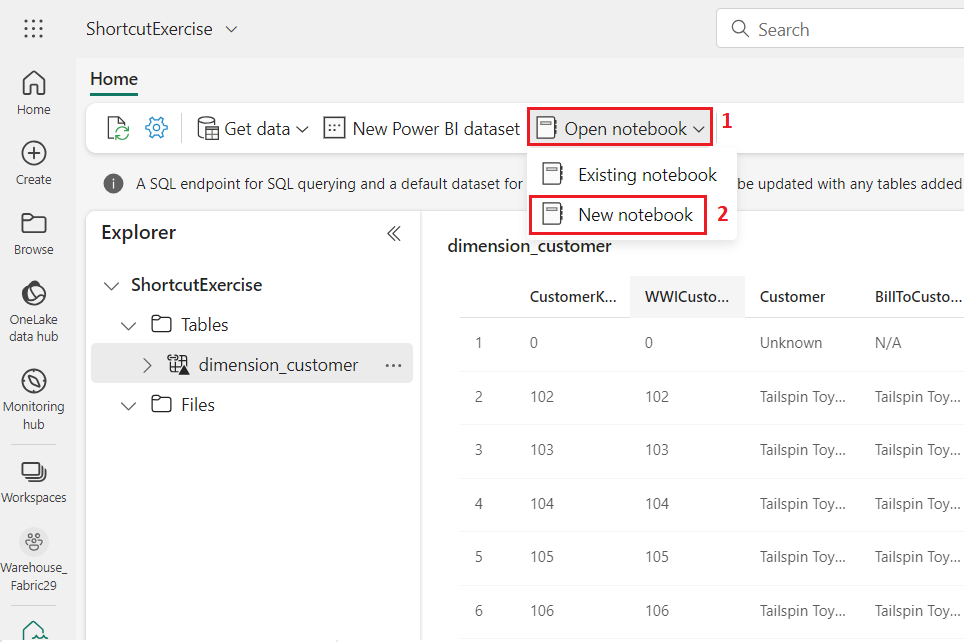 ShortcutExercise
Search
Home
Create
Browse
OneLake
data hub
Monitoring
hub
Workspaces
Warehouse_
Fabric29
Home
Get data
New Power BI dataset
Open notebook
1
Existing notebook
New notebook
2
A SQL endpoint for SQL querying and a default dataset for
be updated with any tables added
Explorer
ShortcutExercise
Tables
dimension_customer
Files
dimension_customer
CustomerK... WWICusto... Customer BillToCusto...
1 0 0 Unknown N/A
2 102 102 Tailspin Toy... Tailspin Toy...
3 103 103 Tailspin Toy... Tailspin Toy...
4 104 104 Tailspin Toy... Tailspin Toy...
5 105 105 Tailspin Toy... Tailspin Toy...
6 106 106 Tailspin Toy... Tailspin Toy...